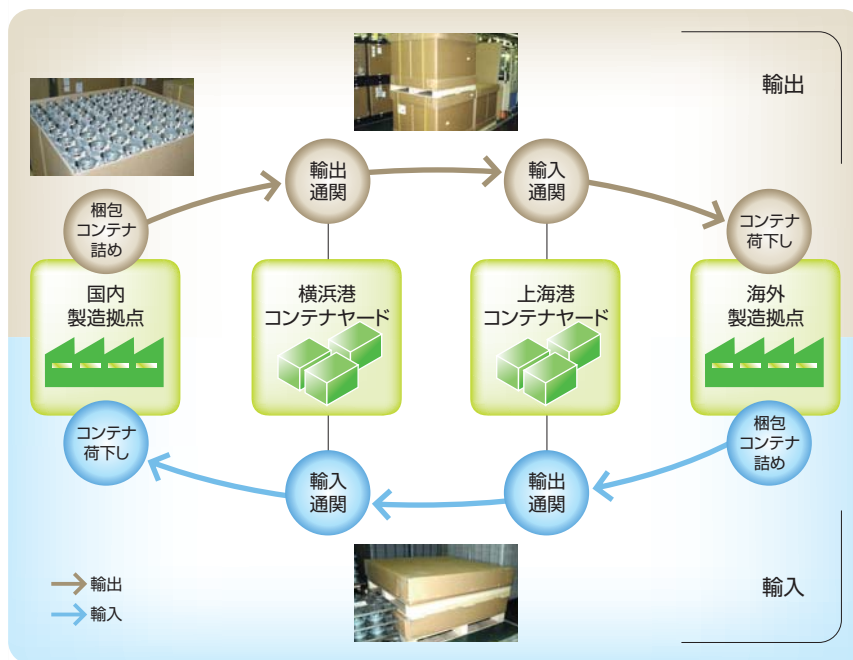 輸出
輸出
通関
輸入
通関
梱包
コンテナ
詰め
コンテナ
荷下し
国内
製造拠点
横浜港
コンテナヤード
上海港
コンテナヤード
海外
製造拠点
コンテナ
荷下し
輸入
通関
輸出
通関
梱包
コンテナ
詰め
輸出
輸入
輸入